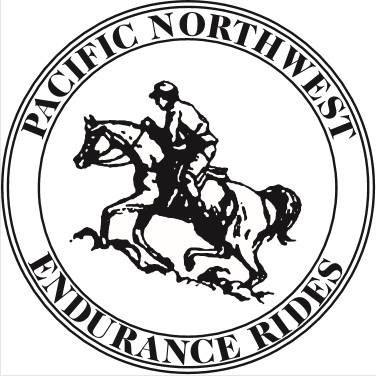 PACIFIC NORTHWEST
ENDURANCE RIDES